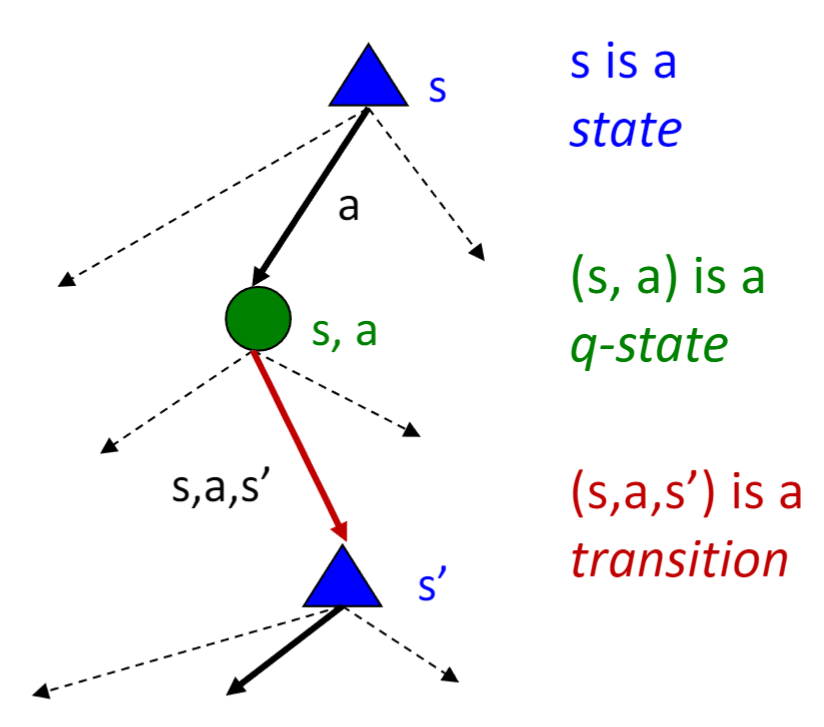 s
a
s, a
s,a,s’
s’
s is a
state
(s, a) is a
q-state
(s,a,s’) is a
transition